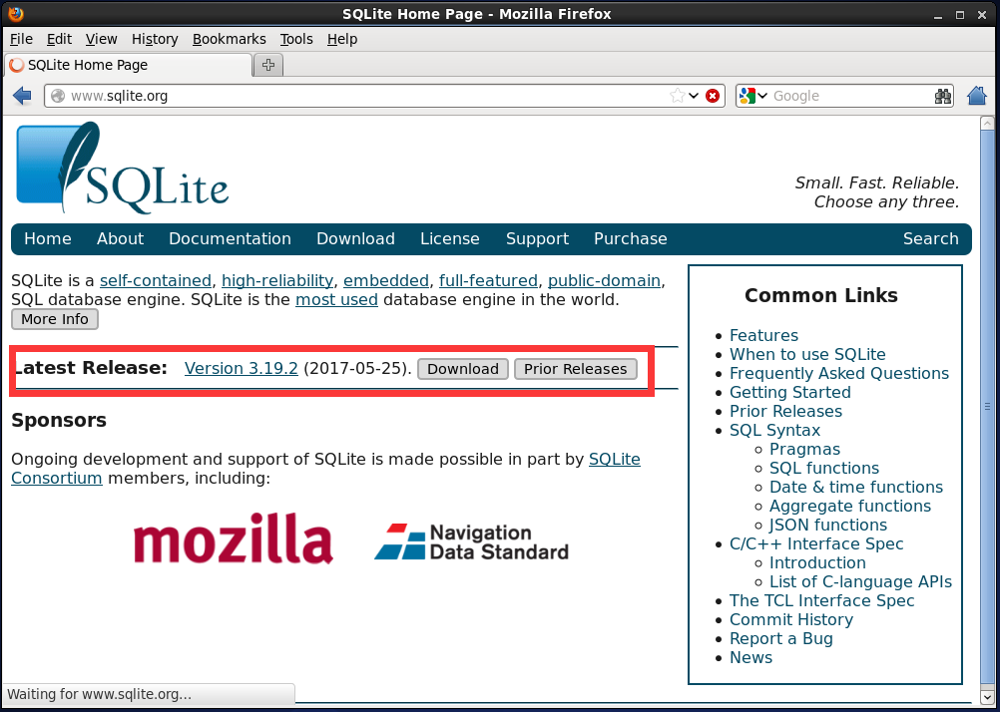 SQLite Home Page - Mozilla Firefox
File Edit View History Bookmarks Tools Help
SQLite Home Page
www.sqlite.org
Google
SQLite
Small. Fast. Reliable.
Choose any three.
Home About Documentation Download License Support Purchase Search
SQLite is a self-contained, high-reliability, embedded, full-featured, public-domain,
SQL database engine. SQLite is the most used database engine in the world.
More Info
Latest Release: Version 3.19.2 (2017-05-25). Download Prior Releases
Sponsors
Ongoing development and support of SQLite is made possible in part by SQLite
Consortium members, including:
mozilla
Navigation
Data Standard
Common Links
Features
When to use SQLite
Frequently Asked Questions
Getting Started
Prior Releases
SQL Syntax
Pragmas
SQL functions
Date & time functions
Aggregate functions
JSON functions
C/C++ Interface Spec
Introduction
List of C-language APIs
The TCL Interface Spec
Commit History
Report a Bug
News
Waiting for www.sqlite.org...